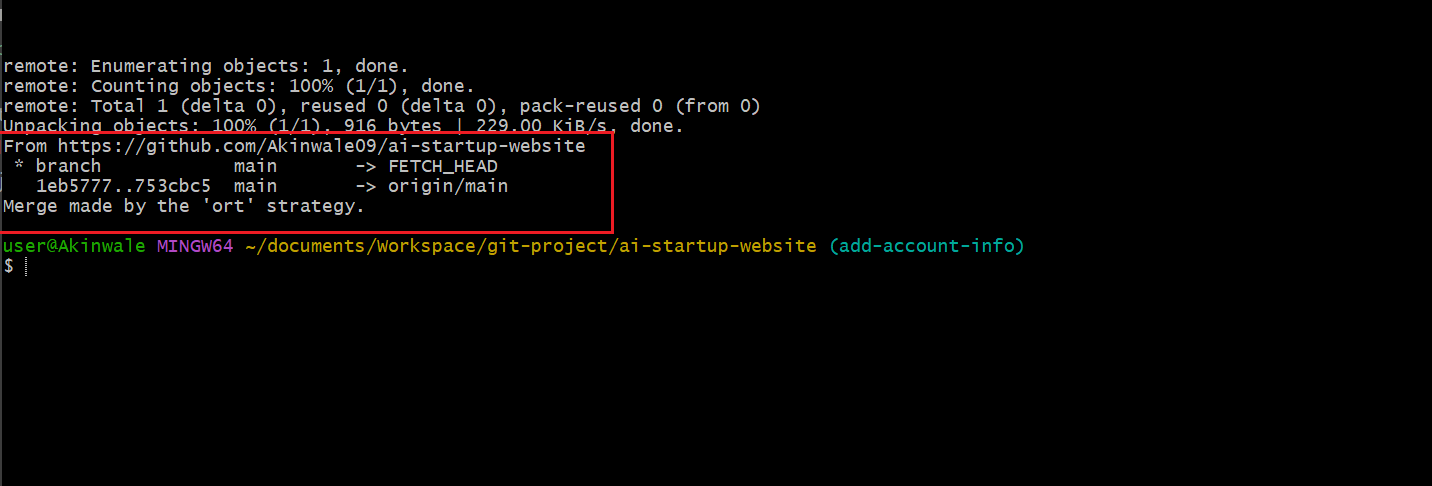 remote: Enumerating objects: 1, done.
remote: Counting objects: 100% (1/1), done.
remote: Total 1 (delta 0), reused 0 (delta 0), pack-reused 0 (from 0)
Unpacking objects: 100% (1/1), 916 bytes | 229.00 KiB/s, done.
From https://github.com/Akinwale09/ai-startup-website
 * branch            main       -> FETCH_HEAD
   1eb5777..753cbc5  main       -> origin/main
Merge made by the 'ort' strategy.
user@Akinwale MINGW64 ~/documents/Workspace/git-project/ai-startup-website (add-account-info)
$